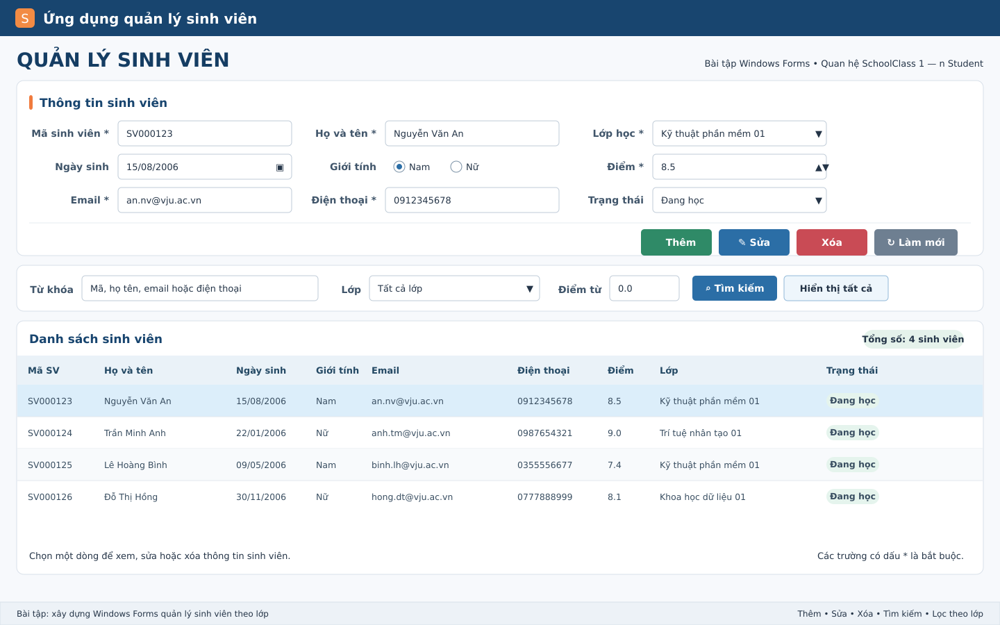 S Ứng dụng quản lý sinh viên
QUẢN LÝ SINH VIÊN
Bài tập Windows Forms • Quan hệ SchoolClass 1 — n Student
Thông tin sinh viên
Mã sinh viên * SV000123 Họ và tên * Nguyễn Văn An Lớp học * Kỹ thuật phần mềm 01 ▼
Ngày sinh 15/08/2006 ▣ Giới tính Nam Nữ Điểm * 8.5 ▲▼
Email * an.nv@vju.ac.vn Điện thoại * 0912345678 Trạng thái Đang học ▼
Thêm ✎ Sửa Xóa ↻ Làm mới
Từ khóa Mã, họ tên, email hoặc điện thoại Lớp Tất cả lớp ▼ Điểm từ 0.0 ⌕ Tìm kiếm Hiển thị tất cả
Danh sách sinh viên Tổng số: 4 sinh viên
Mã SV Họ và tên Ngày sinh Giới tính Email Điện thoại Điểm Lớp Trạng thái
SV000123 Nguyễn Văn An 15/08/2006 Nam an.nv@vju.ac.vn 0912345678 8.5 Kỹ thuật phần mềm 01 Đang học
SV000124 Trần Minh Anh 22/01/2006 Nữ anh.tm@vju.ac.vn 0987654321 9.0 Trí tuệ nhân tạo 01 Đang học
SV000125 Lê Hoàng Bình 09/05/2006 Nam binh.lh@vju.ac.vn 0355556677 7.4 Kỹ thuật phần mềm 01 Đang học
SV000126 Đỗ Thị Hồng 30/11/2006 Nữ hong.dt@vju.ac.vn 0777888999 8.1 Khoa học dữ liệu 01 Đang học
Chọn một dòng để xem, sửa hoặc xóa thông tin sinh viên. Các trường có dấu * là bắt buộc.
Bài tập: xây dựng Windows Forms quản lý sinh viên theo lớp Thêm • Sửa • Xóa • Tìm kiếm • Lọc theo lớp